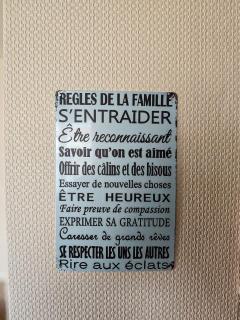 REGLES DE LA FAMILLE
S'ENTRAIDER
Être reconnaissant
Savoir qu'on est aimé
Offrir des câlins et des bisous
Essayer de nouvelles choses
ÊTRE HEUREUX
Faire preuve de compassion
EXPRIMER SA GRATITUDE
Caresser de grands rêves
SE RESPECTER LES UNS LES AUTRES
Rire aux éclats